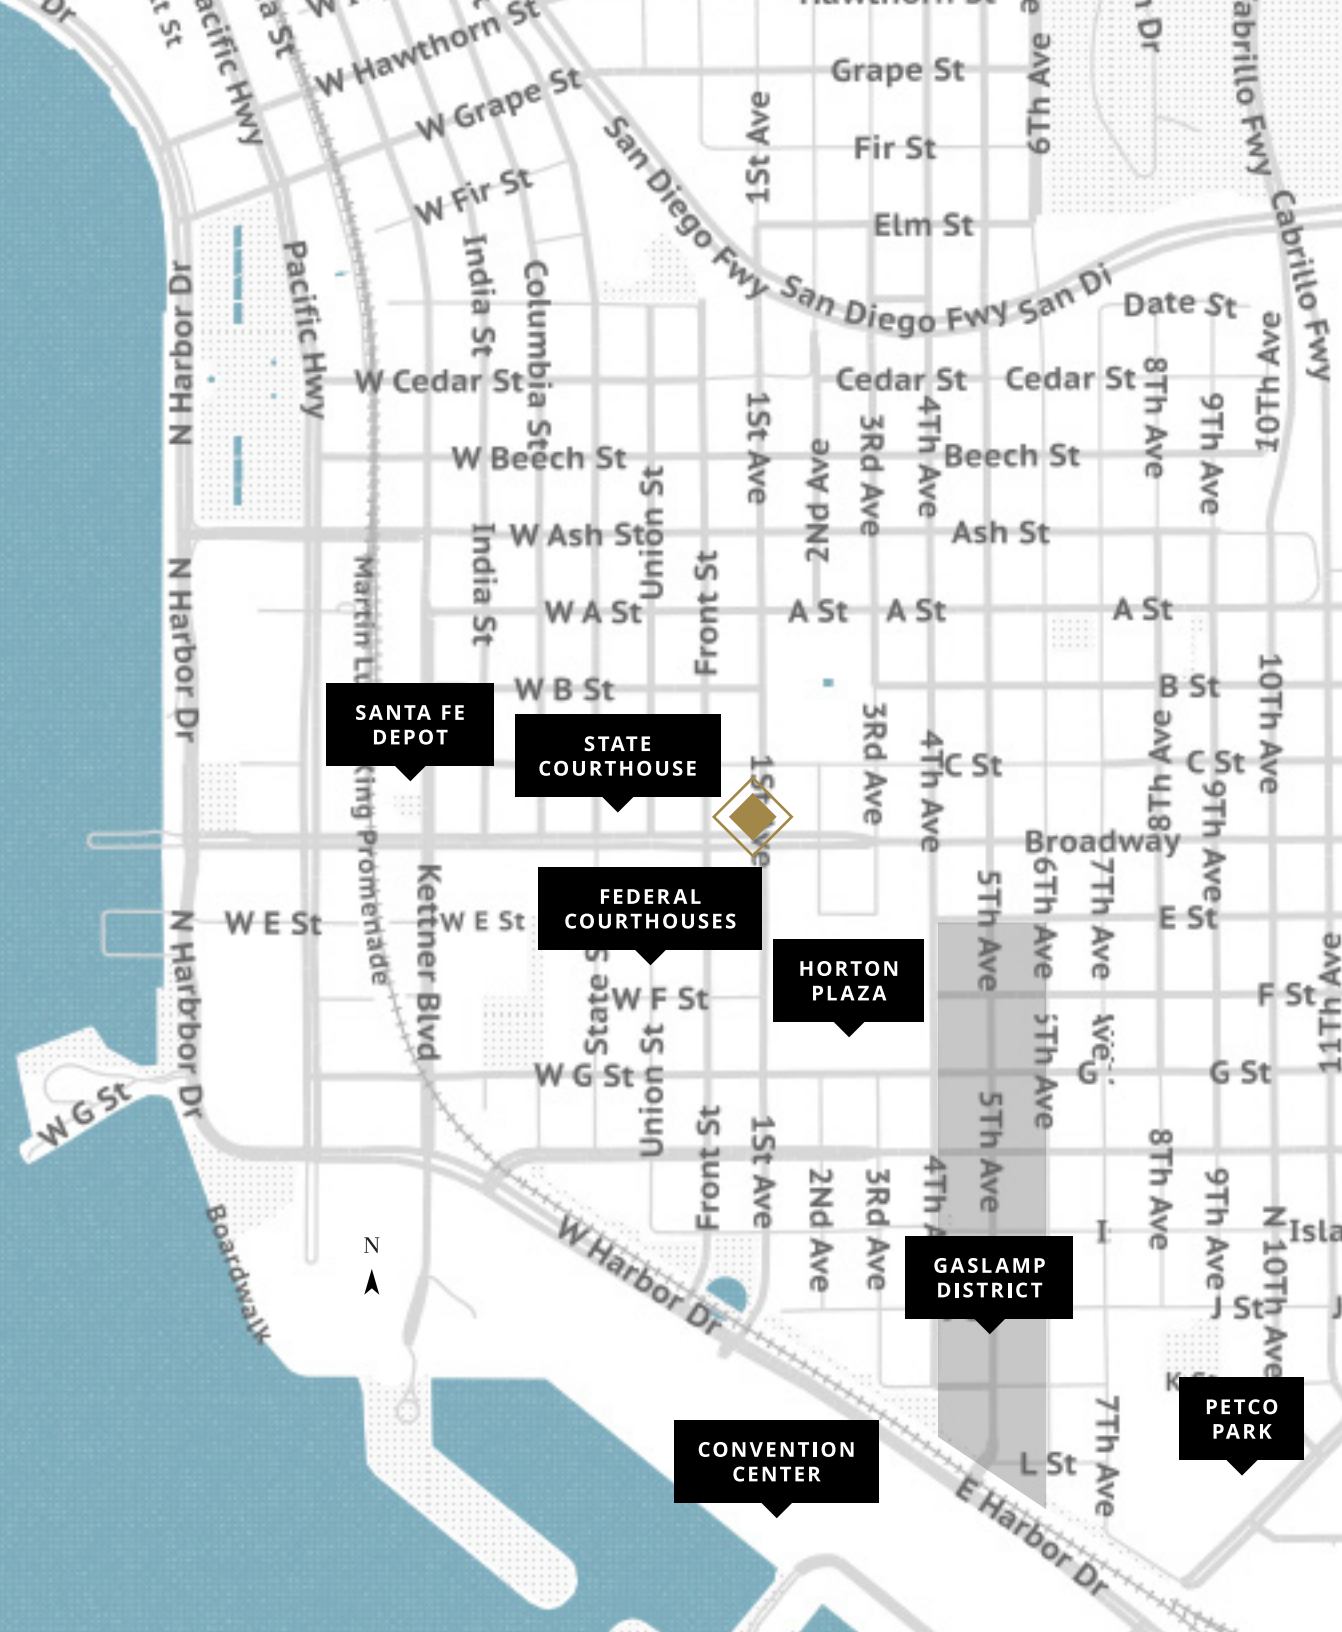 W Hawthorn St
Grape St
W Grape St
6Th Ave
1St Ave
San Diego Fwy
Fir St
W Fir St
Elm St
Cabrillo Fwy
N Harbor Dr
Pacific Hwy
India St
Columbia St
San Diego Fwy
San Di
Date St
10Th Ave
W Cedar St
Cedar St
Cedar St
8Th Ave
9Th Ave
1St Ave
2Nd Ave
3Rd Ave
4Th Ave
W Beech St
Beech St
Union St
W Ash St
Ash St
N Harbor Dr
India St
Front St
W A St
A St
A St
A St
W B St
B St
10Th Ave
SANTA FE
DEPOT
STATE
COURTHOUSE
3Rd Ave
4Th Ave
C St
8Th Ave
C St
9Th Ave
Broadway
Kettner Blvd
FEDERAL
COURTHOUSES
5Th Ave
6Th Ave
7Th Ave
W E St
W E St
E St
N Harbor Dr
State St
HORTON
PLAZA
11Th Ave
W F St
F St
W G St
Union St
G St
W G St
5Th Ave
Front St
1St Ave
2Nd Ave
3Rd Ave
8Th Ave
9Th Ave
N 10Th Ave
Boardwalk
N
W Harbor Dr
GASLAMP
DISTRICT
J St
PETCO
PARK
7Th Ave
CONVENTION
CENTER
L St
E Harbor Dr